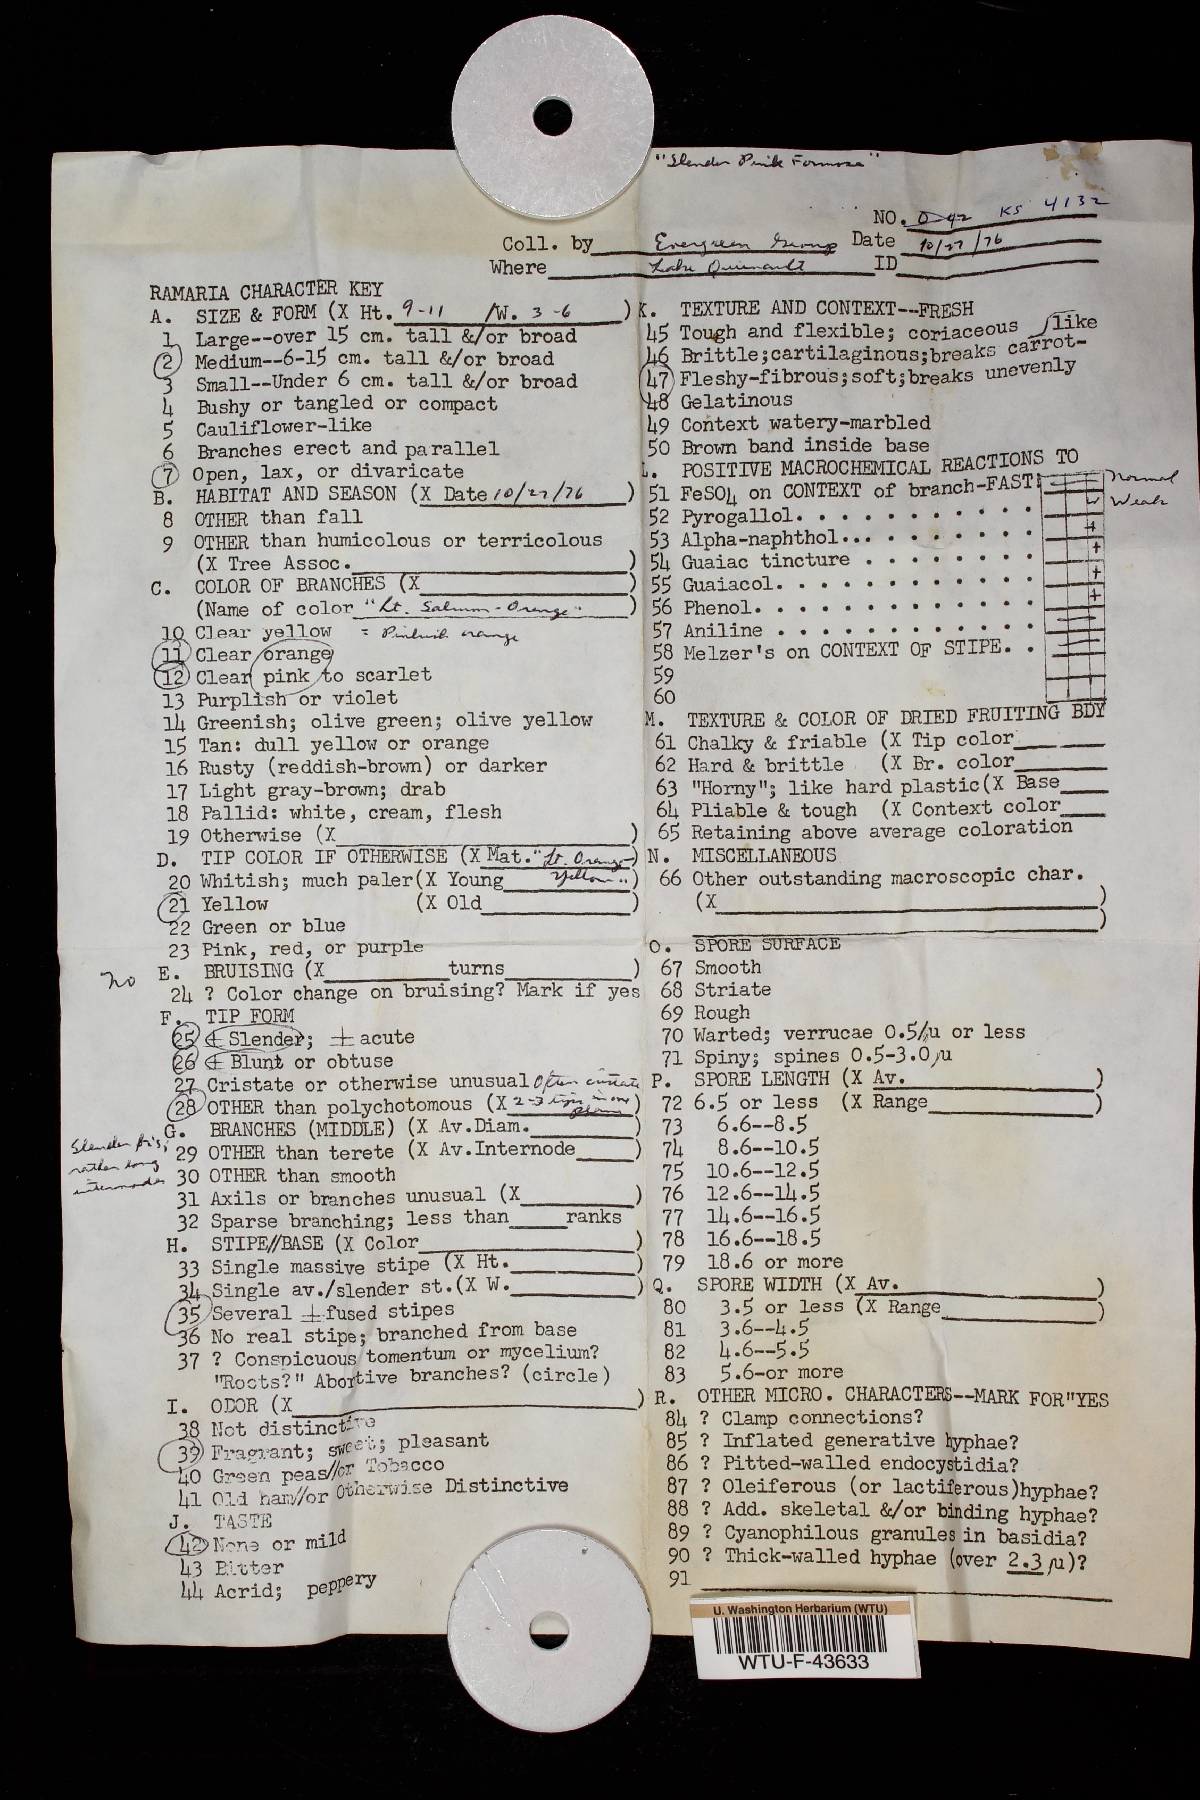 "Slender Pink Formosa"
NO. D-42 KS 4132
Coll. by Evergreen Group Date 10/27/76
Where Lake Quinault ID
RAMARIA CHARACTER KEY
A. SIZE & FORM (X Ht. 9-11 /W. 3-6 )
1 Large--over 15 cm. tall &/or broad
2 Medium--6-15 cm. tall &/or broad
3 Small--Under 6 cm. tall &/or broad
4 Bushy or tangled or compact
5 Cauliflower-like
6 Branches erect and parallel
7 Open, lax, or divaricate
B. HABITAT AND SEASON (X Date 10/27/76 )
8 OTHER than fall
9 OTHER than humicolous or terricolous
(X Tree Assoc. )
C. COLOR OF BRANCHES (X )
(Name of color "Lt. Salmon-Orange" )
10 Clear yellow = Pinkish orange
11 Clear orange
12 Clear pink to scarlet
13 Purplish or violet
14 Greenish; olive green; olive yellow
15 Tan: dull yellow or orange
16 Rusty (reddish-brown) or darker
17 Light gray-brown; drab
18 Pallid: white, cream, flesh
19 Otherwise (X )
D. TIP COLOR IF OTHERWISE (X Mat. "Lt. Orange- )
20 Whitish; much paler (X Young Yellow" )
21 Yellow (X Old )
22 Green or blue
23 Pink, red, or purple
no E. BRUISING (X turns )
24 ? Color change on bruising? Mark if yes
F. TIP FORM
25 ± Slender; ± acute
26 ± Blunt or obtuse
27 Cristate or otherwise unusual Often cristate
28 OTHER than polychotomous (X 2-3 tips in one plane )
G. BRANCHES (MIDDLE) (X Av.Diam. )
Slender br's;
rather long
internodes
29 OTHER than terete (X Av.Internode )
30 OTHER than smooth
31 Axils or branches unusual (X )
32 Sparse branching; less than ranks
H. STIPE//BASE (X Color )
33 Single massive stipe (X Ht. )
34 Single av./slender st.(X W. )
35 Several ± fused stipes
36 No real stipe; branched from base
37 ? Conspicuous tomentum or mycelium?
"Roots?" Abortive branches? (circle)
I. ODOR (X )
38 Not distinctive
39 Fragrant; sweet; pleasant
40 Green peas//or Tobacco
41 Old ham//or Otherwise Distinctive
J. TASTE
42 None or mild
43 Bitter
44 Acrid; peppery
K. TEXTURE AND CONTEXT---FRESH
45 Tough and flexible; coriaceous
46 Brittle;cartilaginous;breaks carrot-like
47 Fleshy-fibrous;soft;breaks unevenly
48 Gelatinous
49 Context watery-marbled
50 Brown band inside base
L. POSITIVE MACROCHEMICAL REACTIONS TO
51 FeSO4 on CONTEXT of branch-FAST: Normal
Weak
52 Pyrogallol.
53 Alpha-naphthol... +
54 Guaiac tincture +
55 Guaiacol. +
56 Phenol. +
57 Aniline
58 Melzer's on CONTEXT OF STIPE. .
59
60
M. TEXTURE & COLOR OF DRIED FRUITING BDY
61 Chalky & friable (X Tip color
62 Hard & brittle (X Br. color
63 "Horny"; like hard plastic(X Base
64 Pliable & tough (X Context color
65 Retaining above average coloration
N. MISCELLANEOUS
66 Other outstanding macroscopic char.
(X )
)
O. SPORE SURFACE
67 Smooth
68 Striate
69 Rough
70 Warted; verrucae 0.5/u or less
71 Spiny; spines 0.5-3.0/u
P. SPORE LENGTH (X Av. )
72 6.5 or less (X Range )
73 6.6--8.5
74 8.6--10.5
75 10.6--12.5
76 12.6--14.5
77 14.6--16.5
78 16.6--18.5
79 18.6 or more
Q. SPORE WIDTH (X Av. )
80 3.5 or less (X Range )
81 3.6--4.5
82 4.6--5.5
83 5.6-or more
R. OTHER MICRO. CHARACTERS--MARK FOR"YES
84 ? Clamp connections?
85 ? Inflated generative hyphae?
86 ? Pitted-walled endocystidia?
87 ? Oleiferous (or lactiferous)hyphae?
88 ? Add. skeletal &/or binding hyphae?
89 ? Cyanophilous granules in basidia?
90 ? Thick-walled hyphae (over 2.3/u)?
91
U. Washington Herbarium (WTU)
WTU-F-43633